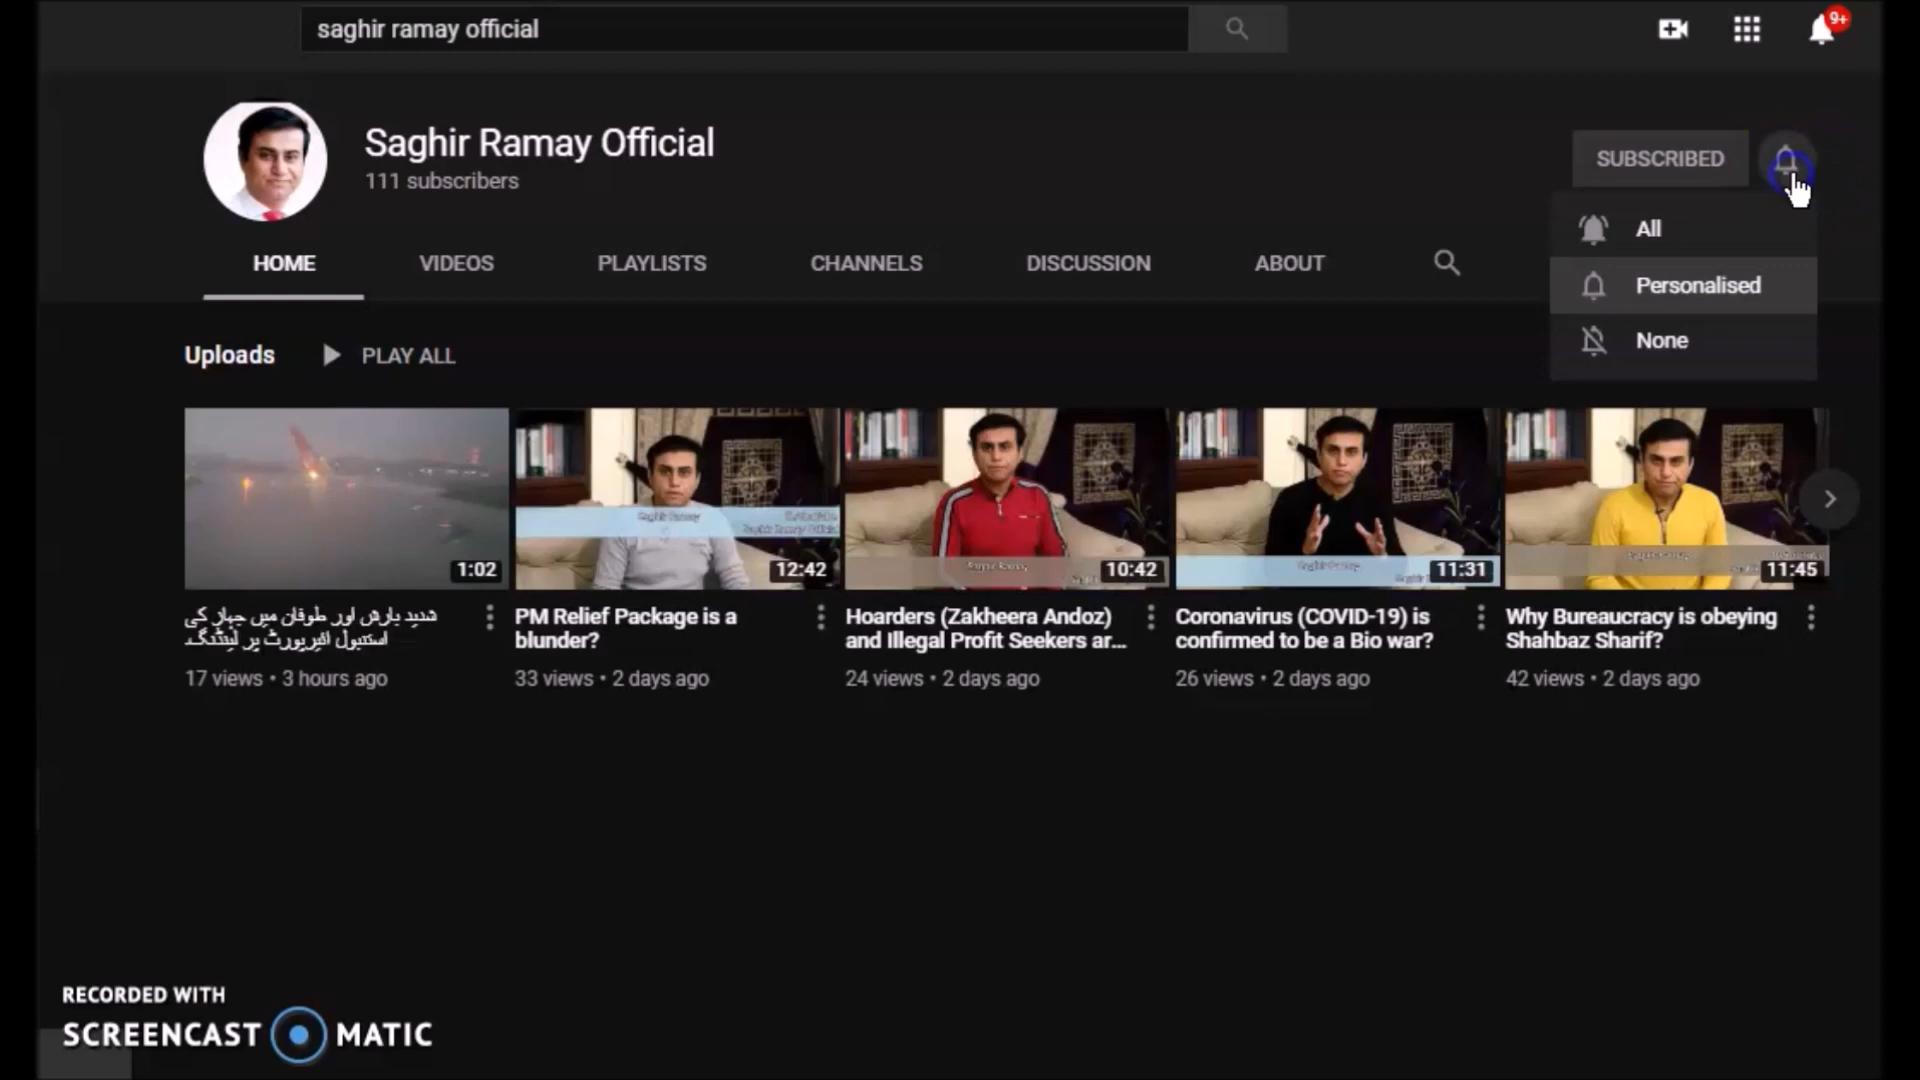 saghir ramay official
9+
Saghir Ramay Official
111 subscribers
SUBSCRIBED
All
Personalised
None
HOME
VIDEOS
PLAYLISTS
CHANNELS
DISCUSSION
ABOUT
Uploads
PLAY ALL
1:02
12:42
10:42
11:31
11:45
شدید بارش اور طوفان میں جہاز کی
استنبول ائیرپورٹ پر لینڈنگ۔
17 views • 3 hours ago
PM Relief Package is a
blunder?
33 views • 2 days ago
Hoarders (Zakheera Andoz)
and Illegal Profit Seekers ar...
24 views • 2 days ago
Coronavirus (COVID-19) is
confirmed to be a Bio war?
26 views • 2 days ago
Why Bureaucracy is obeying
Shahbaz Sharif?
42 views • 2 days ago
RECORDED WITH
SCREENCAST MATIC